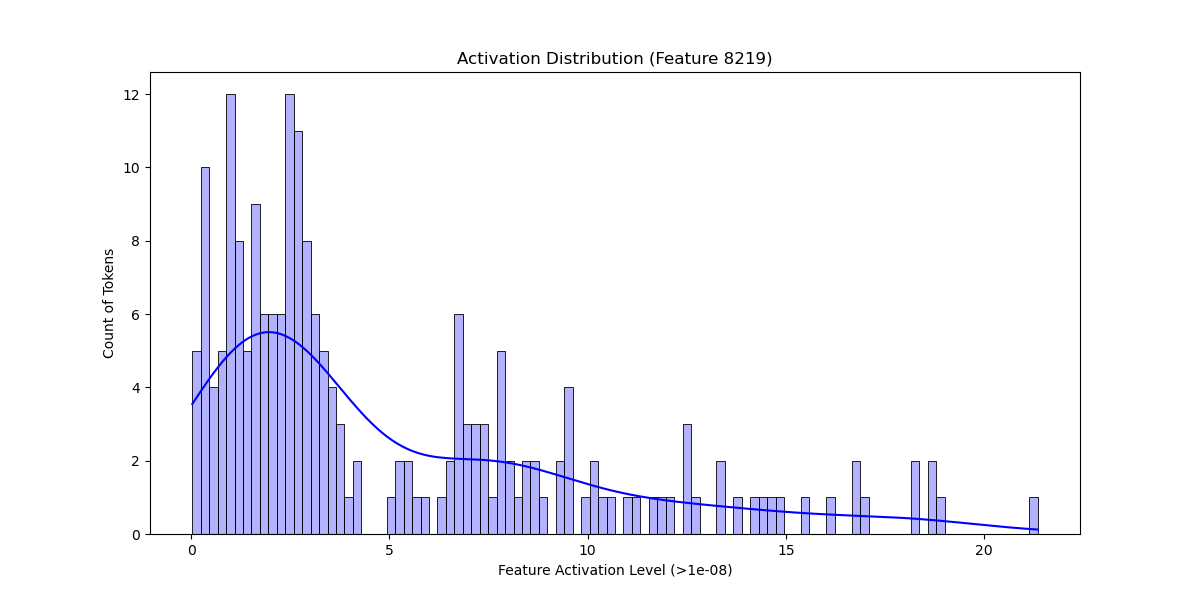 Activation Distribution (Feature 8219)
12
10
8
6
4
2
0
Count of Tokens
0 5 10 15 20
Feature Activation Level (>1e-08)